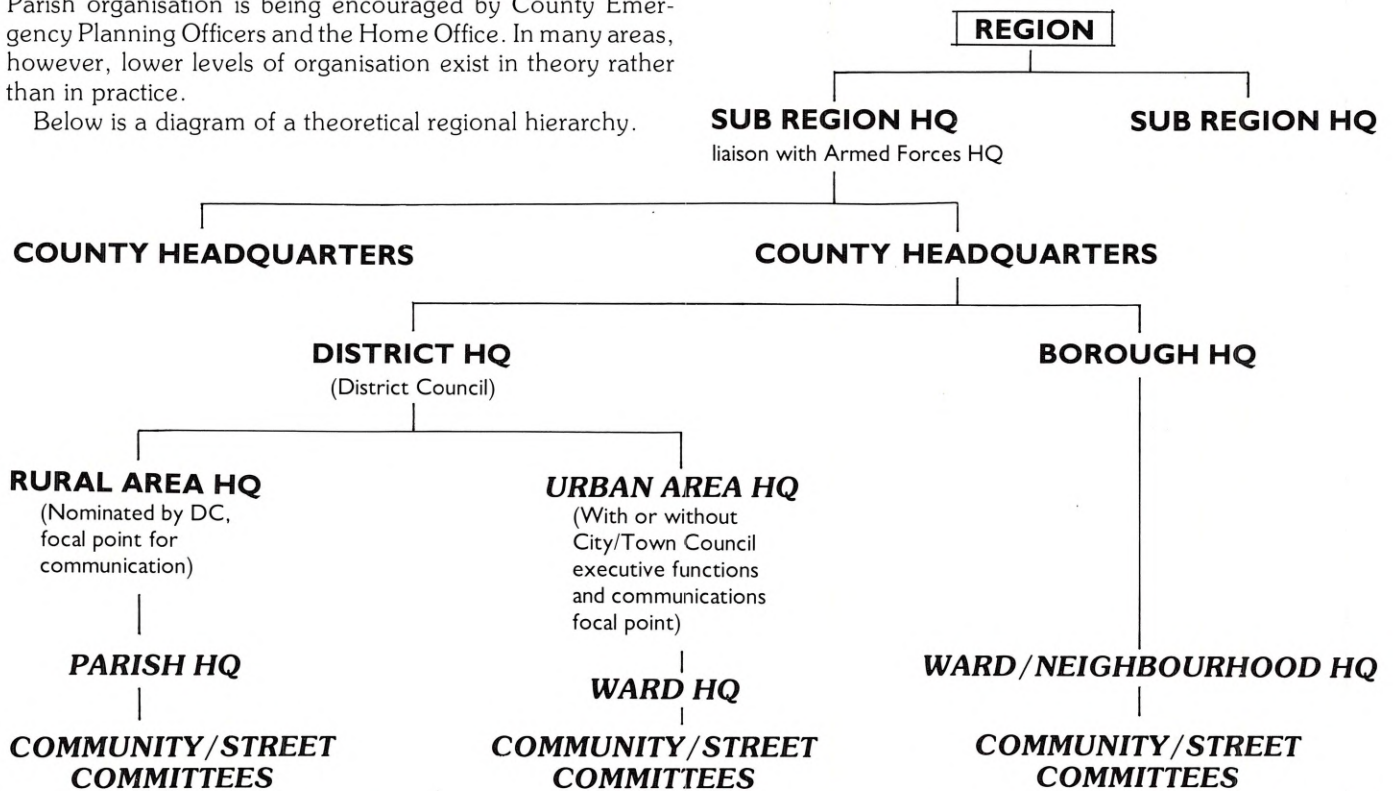 Parish organisation is being encouraged by County Emer-
gency Planning Officers and the Home Office. In many areas,
however, lower levels of organisation exist in theory rather
than in practice.
Below is a diagram of a theoretical regional hierarchy.
REGION
SUB REGION HQ
liaison with Armed Forces HQ
SUB REGION HQ
COUNTY HEADQUARTERS
COUNTY HEADQUARTERS
DISTRICT HQ
(District Council)
BOROUGH HQ
RURAL AREA HQ
(Nominated by DC,
focal point for
communication)
URBAN AREA HQ
(With or without
City/Town Council
executive functions
and communications
focal point)
PARISH HQ
WARD HQ
WARD/NEIGHBOURHOOD HQ
COMMUNITY/STREET
COMMITTEES
COMMUNITY/STREET
COMMITTEES
COMMUNITY/STREET
COMMITTEES